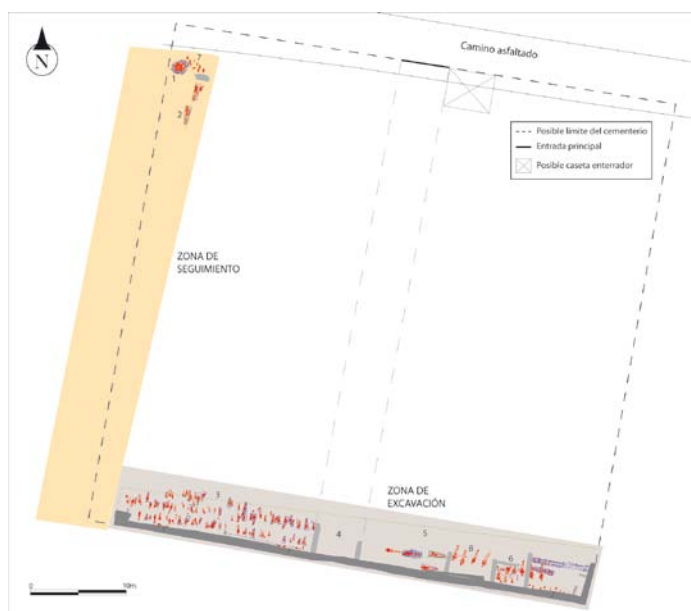 Camino asfaltado
N
Posible límite del cementerio
Entrada principal
Posible caseta enterrador
1
2
ZONA DE
SEGUIMIENTO
ZONA DE
EXCAVACIÓN
3
4
5
8
6
0
10m